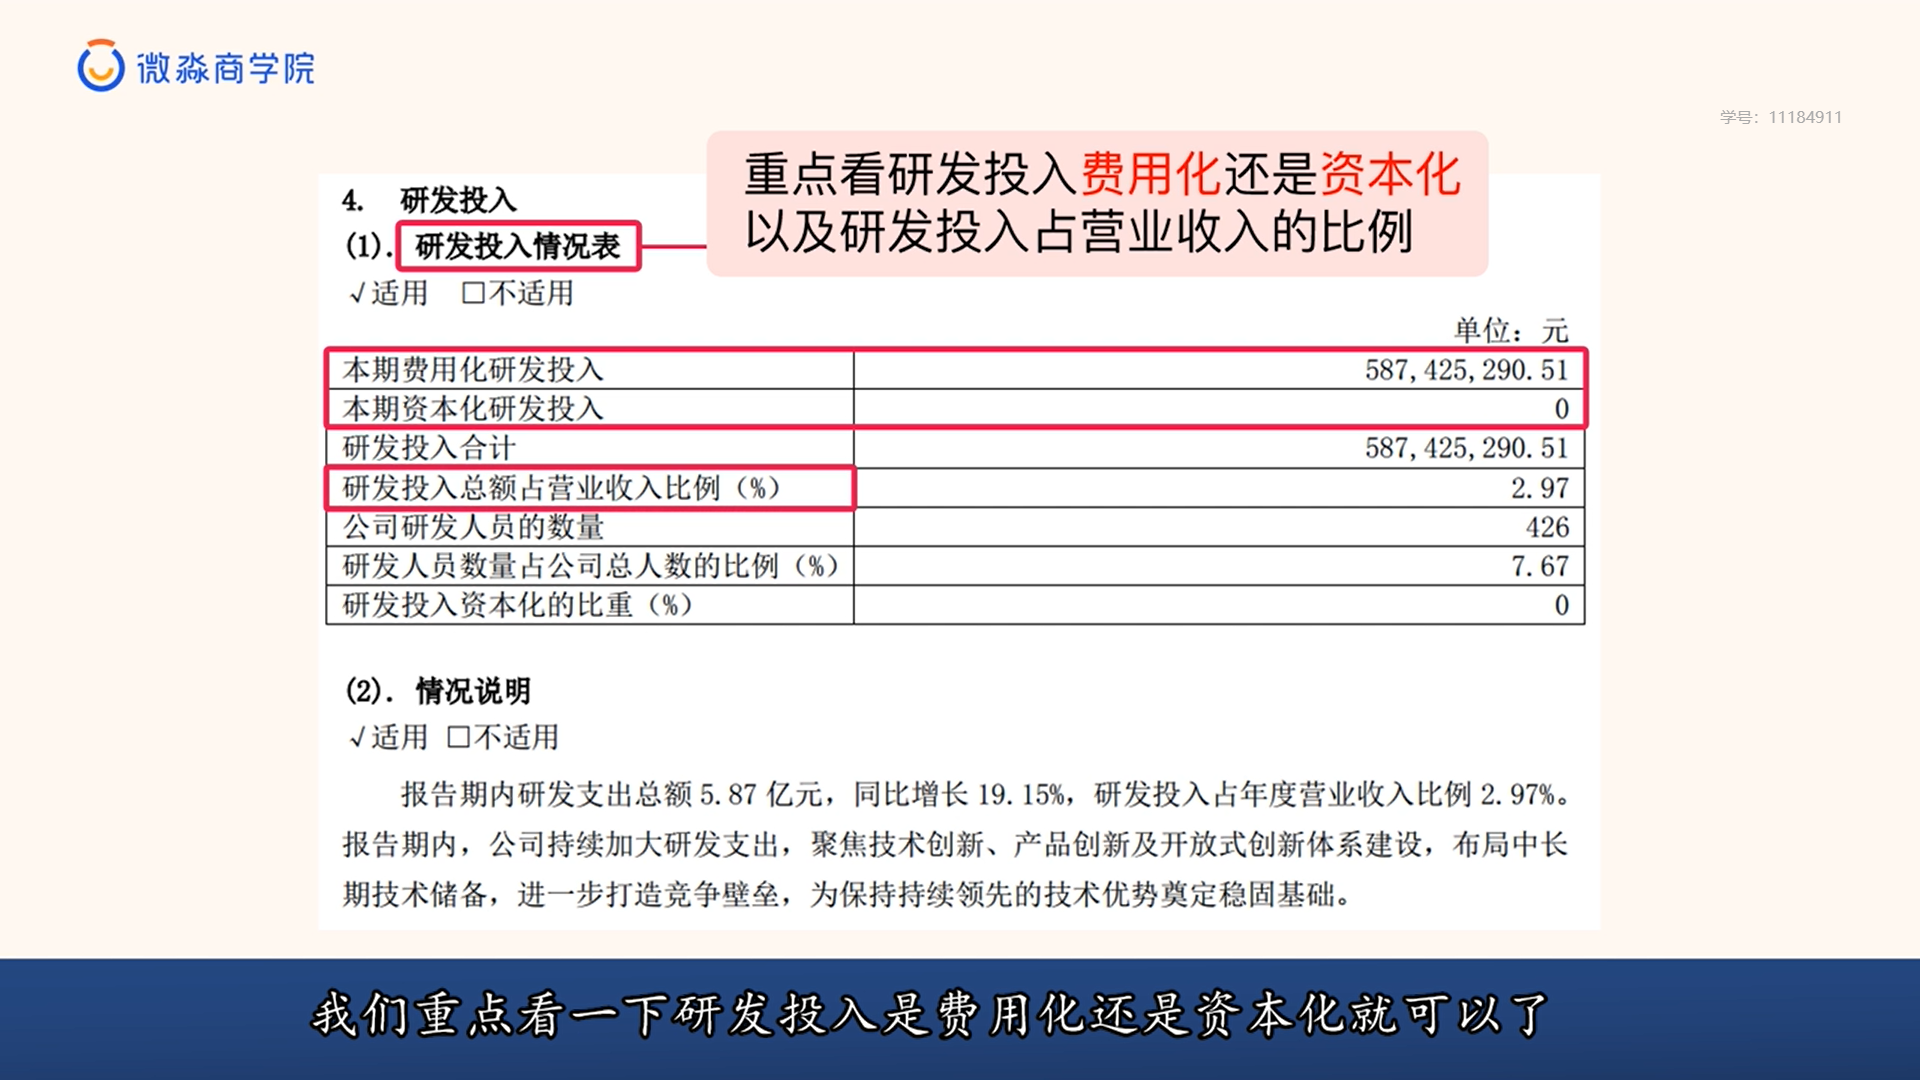 微淼商学院
学号：11184911
重点看研发投入费用化还是资本化
以及研发投入占营业收入的比例
4. 研发投入
(1). 研发投入情况表
√适用 □不适用
单位：元
本期费用化研发投入 587,425,290.51
本期资本化研发投入 0
研发投入合计 587,425,290.51
研发投入总额占营业收入比例（%） 2.97
公司研发人员的数量 426
研发人员数量占公司总人数的比例（%） 7.67
研发投入资本化的比重（%） 0
(2). 情况说明
√适用 □不适用
报告期内研发支出总额 5.87 亿元，同比增长 19.15%，研发投入占年度营业收入比例 2.97%。
报告期内，公司持续加大研发支出，聚焦技术创新、产品创新及开放式创新体系建设，布局中长
期技术储备，进一步打造竞争壁垒，为保持持续领先的技术优势奠定稳固基础。
我们重点看一下研发投入是费用化还是资本化就可以了